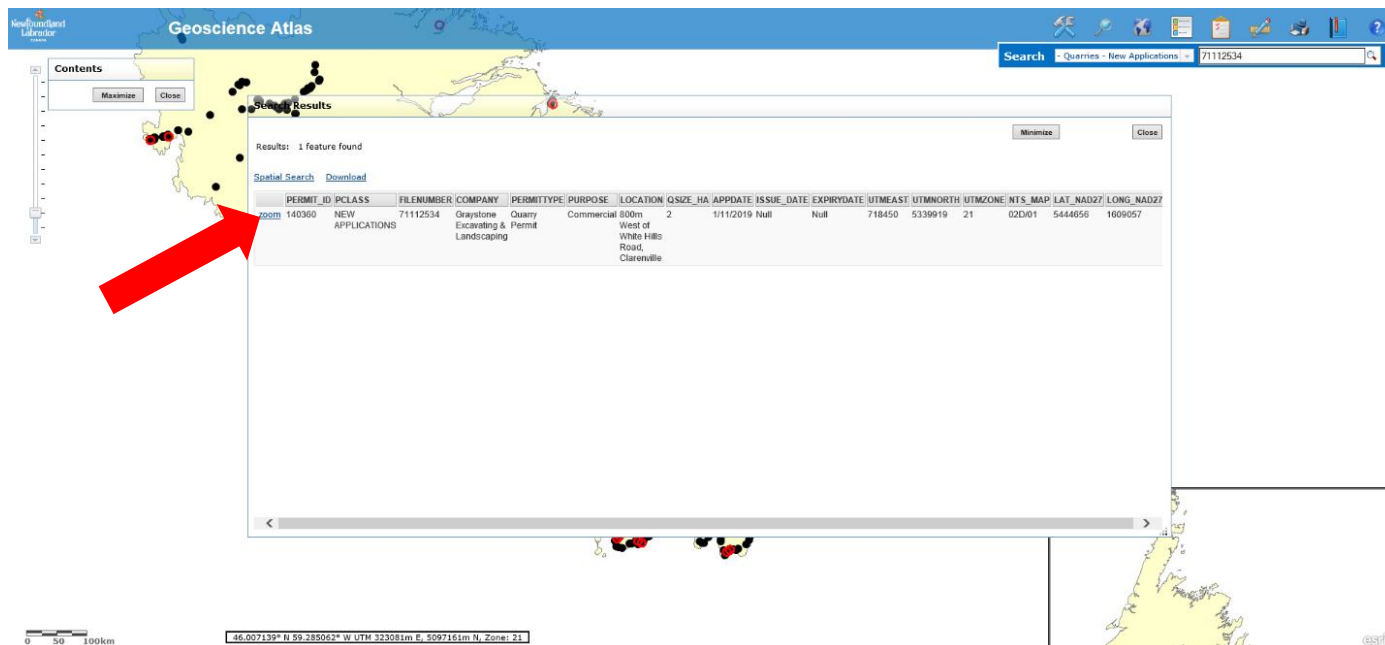 Newfoundland
Labrador
CANADA
Geoscience Atlas
Search - Quarries - New Applications 71112534
Contents
Maximize Close
Search Results
Minimize Close
Results: 1 feature found
Spatial Search Download
PERMIT_ID PCLASS FILENUMBER COMPANY PERMITTYPE PURPOSE LOCATION QSIZE_HA APPDATE ISSUE_DATE EXPIRYDATE UTMEAST UTMNORTH UTMZONE NTS_MAP LAT_NAD27 LONG_NAD27
zoom 140360 NEW 71112534 Graystone Quarry Commercial 800m 2 1/11/2019 Null Null 718450 5339919 21 02D/01 5444656 1609057
APPLICATIONS Excavating & Permit West of
Landscaping White Hills
Road,
Clarenville
0 50 100km
46.007139° N 59.285062° W UTM 323081m E, 5097161m N, Zone: 21
esri